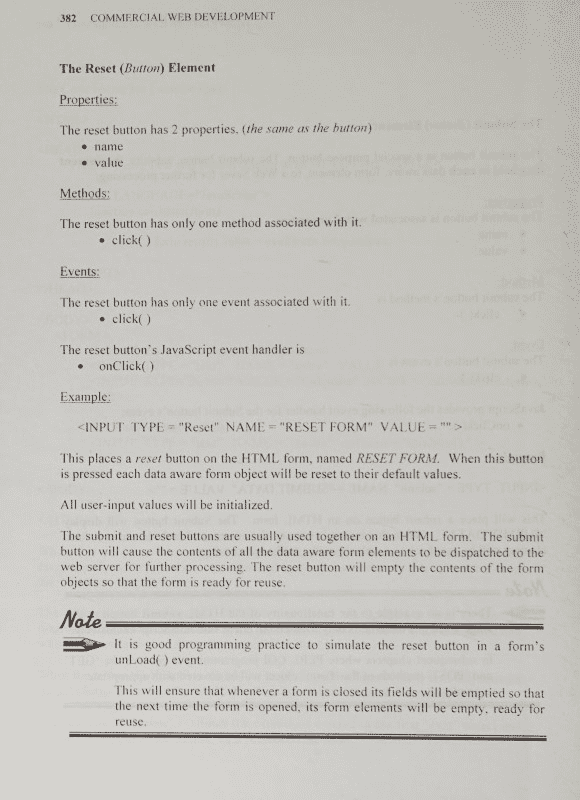 382 COMMERCIAL WEB DEVELOPMENT
The Reset (Button) Element
Properties:
The reset button has 2 properties. (the same as the button)
• name
• value
Methods:
The reset button has only one method associated with it.
• click( )
Events:
The reset button has only one event associated with it.
• click( )
The reset button's JavaScript event handler is
• onClick( )
Example:
<INPUT TYPE = "Reset" NAME = "RESET FORM" VALUE = "" >
This places a reset button on the HTML form, named RESET FORM. When this button
is pressed each data aware form object will be reset to their default values.
All user-input values will be initialized.
The submit and reset buttons are usually used together on an HTML form. The submit
button will cause the contents of all the data aware form elements to be dispatched to the
web server for further processing. The reset button will empty the contents of the form
objects so that the form is ready for reuse.
Note
It is good programming practice to simulate the reset button in a form's
unLoad( ) event.
This will ensure that whenever a form is closed its fields will be emptied so that
the next time the form is opened, its form elements will be empty, ready for
reuse.